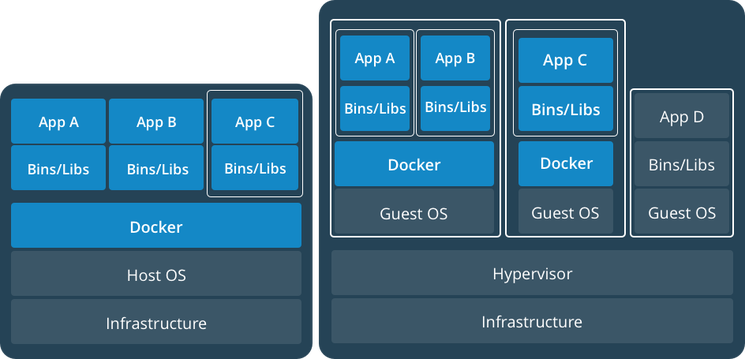 App A App B App C
Bins/Libs Bins/Libs Bins/Libs
Docker
Host OS
Infrastructure
App A App B
Bins/Libs Bins/Libs
Docker
Guest OS
App C
Bins/Libs
Docker
Guest OS
App D
Bins/Libs
Guest OS
Hypervisor
Infrastructure